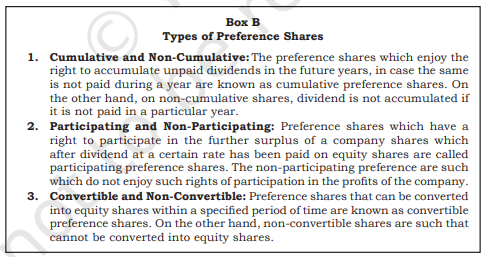 Box B
Types of Preference Shares
1. Cumulative and Non-Cumulative: The preference shares which enjoy the
right to accumulate unpaid dividends in the future years, in case the same
is not paid during a year are known as cumulative preference shares. On
the other hand, on non-cumulative shares, dividend is not accumulated if
it is not paid in a particular year.
2. Participating and Non-Participating: Preference shares which have a
right to participate in the further surplus of a company shares which
after dividend at a certain rate has been paid on equity shares are called
participating preference shares. The non-participating preference are such
which do not enjoy such rights of participation in the profits of the company.
3. Convertible and Non-Convertible: Preference shares that can be converted
into equity shares within a specified period of time are known as convertible
preference shares. On the other hand, non-convertible shares are such that
cannot be converted into equity shares.
©
not to be re